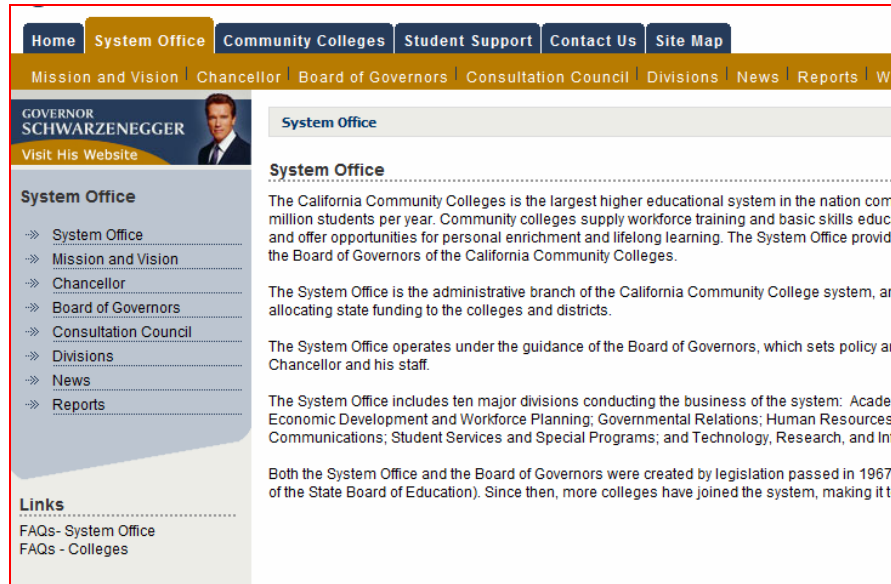 Home System Office Community Colleges Student Support Contact Us Site Map
Mission and Vision Chancellor Board of Governors Consultation Council Divisions News Reports
GOVERNOR
SCHWARZENEGGER
Visit His Website
System Office
System Office
Mission and Vision
Chancellor
Board of Governors
Consultation Council
Divisions
News
Reports
Links
FAQs- System Office
FAQs - Colleges
System Office
System Office
The California Community Colleges is the largest higher educational system in the nation com
million students per year. Community colleges supply workforce training and basic skills educ
and offer opportunities for personal enrichment and lifelong learning. The System Office provid
the Board of Governors of the California Community Colleges.
The System Office is the administrative branch of the California Community College system, an
allocating state funding to the colleges and districts.
The System Office operates under the guidance of the Board of Governors, which sets policy an
Chancellor and his staff.
The System Office includes ten major divisions conducting the business of the system: Acade
Economic Development and Workforce Planning; Governmental Relations; Human Resources
Communications; Student Services and Special Programs; and Technology, Research, and Inf
Both the System Office and the Board of Governors were created by legislation passed in 1967
of the State Board of Education). Since then, more colleges have joined the system, making it t